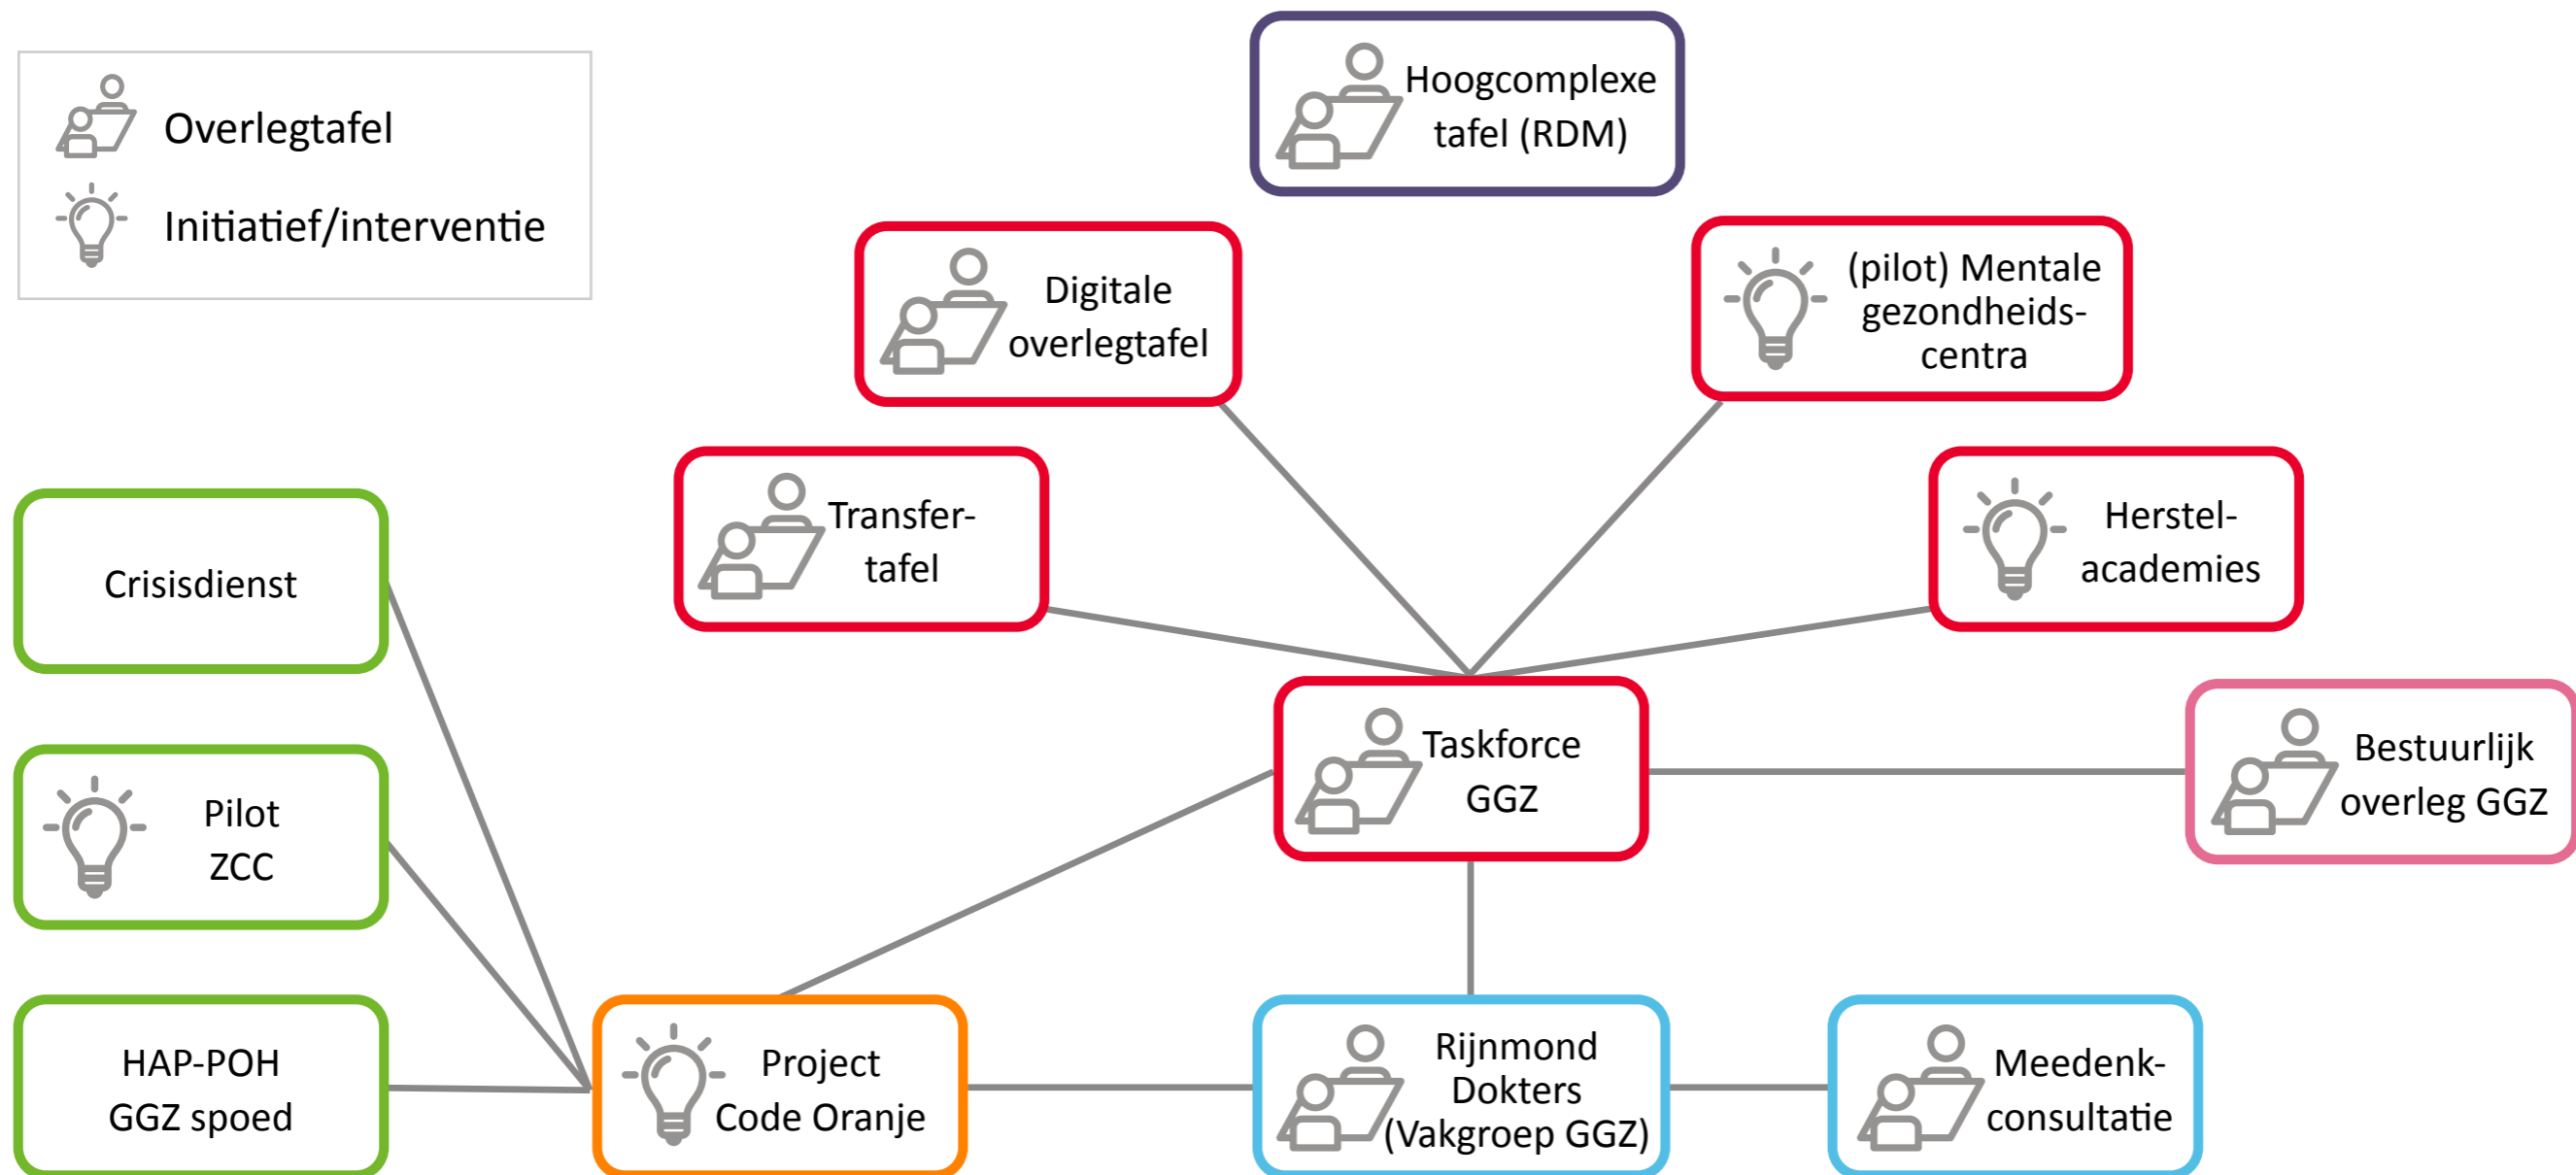 Overlegtafel
Initiatief/interventie
Hoogcomplexe
tafel (RDM)
Digitale
overlegtafel
(pilot) Mentale
gezondheids-
centra
Transfer-
tafel
Herstel-
academies
Crisisdienst
Taskforce
GGZ
Bestuurlijk
overleg GGZ
Pilot
ZCC
HAP-POH
GGZ spoed
Project
Code Oranje
Rijnmond
Dokters
(Vakgroep GGZ)
Meedenk-
consultatie